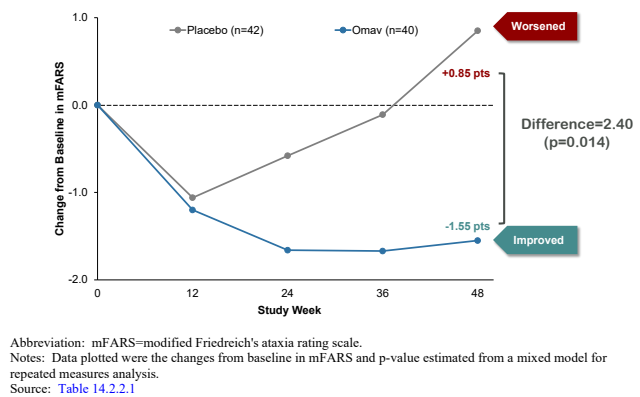 1.0
Placebo (n=42)
Omav (n=40)
Worsened
+0.85 pts
0.0
Difference=2.40
(p=0.014)
Change from Baseline in mFARS
-1.0
-1.55 pts
Improved
-2.0
0 12 24 36 48
Study Week
Abbreviation: mFARS=modified Friedreich's ataxia rating scale.
Notes: Data plotted were the changes from baseline in mFARS and p-value estimated from a mixed model for
repeated measures analysis.
Source: Table 14.2.2.1